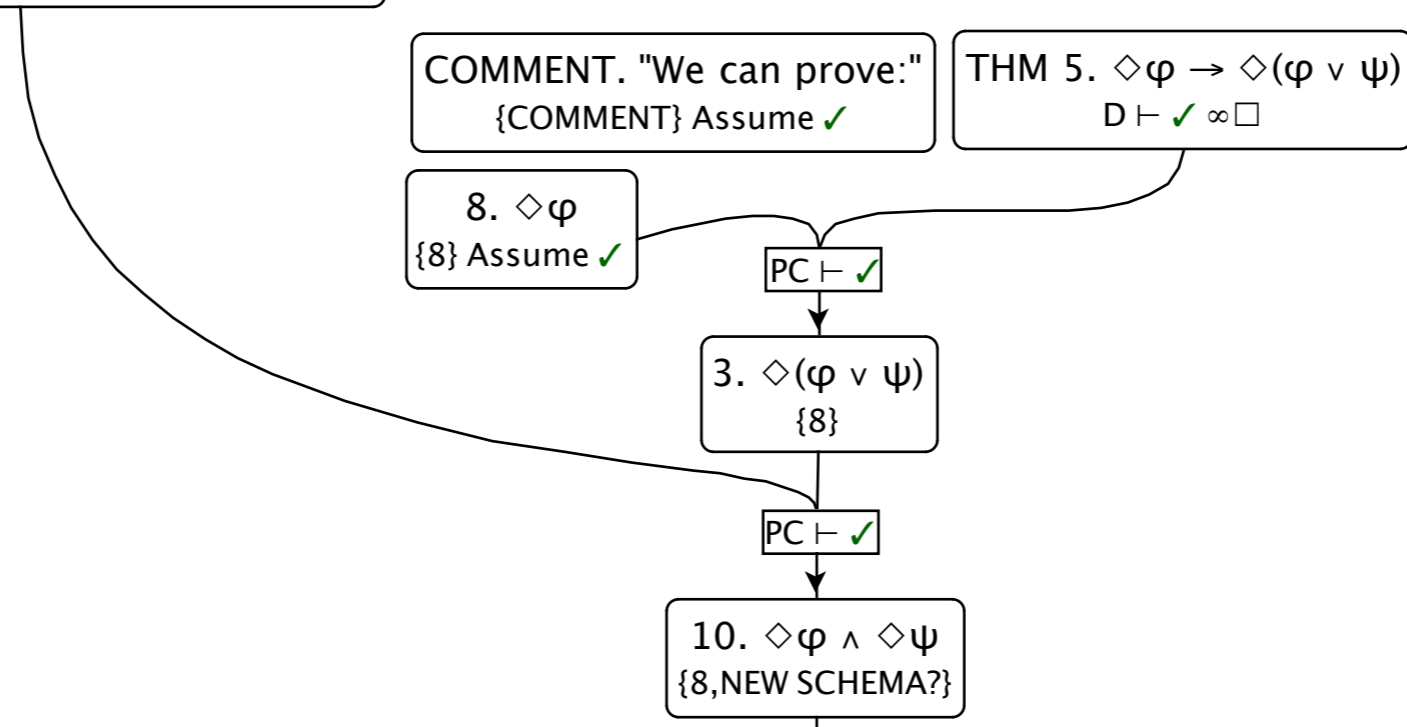 COMMENT. "We can prove:"
{COMMENT} Assume ✓
THM 5. ◇φ → ◇(φ ∨ ψ)
D ⊢ ✓ ∞□
8. ◇φ
{8} Assume ✓
PC ⊢ ✓
3. ◇(φ ∨ ψ)
{8}
PC ⊢ ✓
10. ◇φ ∧ ◇ψ
{8,NEW SCHEMA?}